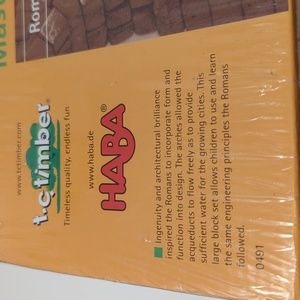 Mas
Rom
t.c.timber®
www.tctimber.com
Timeless quality, endless fun
HABA®
www.haba.de
Ingenuity and architectural brilliance
inspired the Romans to incorporate form and
function into design. The arches allowed the
acqueducts to flow freely as to provide
sufficient water for the growing cities. This
large block set allows children to use and learn
the same engineering principles the Romans
followed.
0491